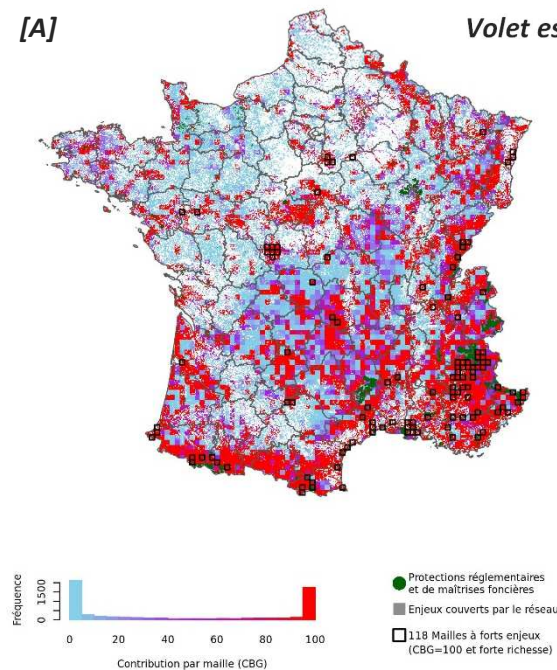 [A]
Volet es
Fréquence
0 500 1500
0 20 40 60 80 100
Contribution par maille (CBG)
Protections réglementaires
et de maîtrises foncières
Enjeux couverts par le réseau
118 Mailles à forts enjeux
(CBG=100 et forte richesse)